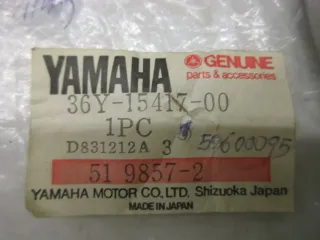 YAMAHA
GENUINE
parts & accessories
36Y-15417-00
1PC
D831212A 3
50600095
51 9857-2
YAMAHA MOTOR CO., LTD. Shizuoka Japan
MADE IN JAPAN